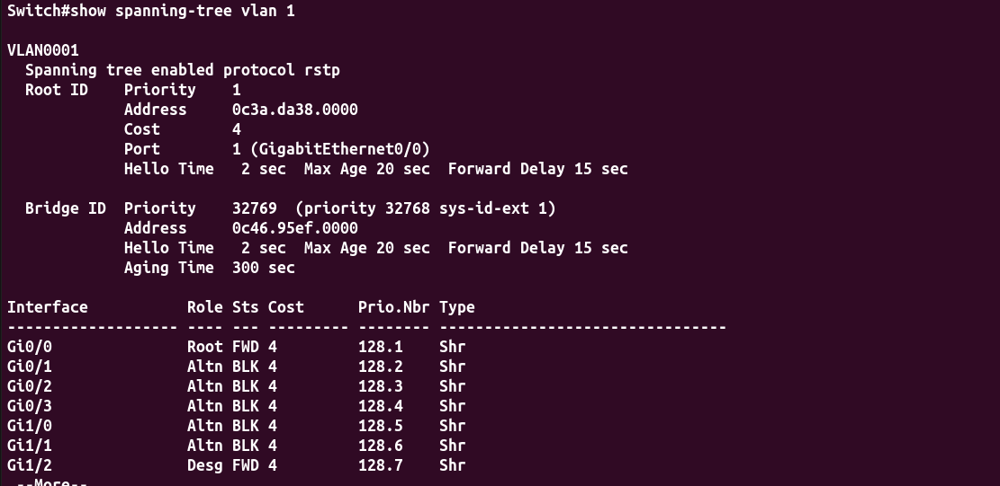 Switch#show spanning-tree vlan 1
VLAN0001
  Spanning tree enabled protocol rstp
  Root ID    Priority    1
             Address     0c3a.da38.0000
             Cost        4
             Port        1 (GigabitEthernet0/0)
             Hello Time   2 sec  Max Age 20 sec  Forward Delay 15 sec
  Bridge ID  Priority    32769  (priority 32768 sys-id-ext 1)
             Address     0c46.95ef.0000
             Hello Time   2 sec  Max Age 20 sec  Forward Delay 15 sec
             Aging Time  300 sec
Interface           Role Sts Cost      Prio.Nbr Type
------------------- ---- --- --------- -------- --------------------------------
Gi0/0               Root FWD 4         128.1    Shr
Gi0/1               Altn BLK 4         128.2    Shr
Gi0/2               Altn BLK 4         128.3    Shr
Gi0/3               Altn BLK 4         128.4    Shr
Gi1/0               Altn BLK 4         128.5    Shr
Gi1/1               Altn BLK 4         128.6    Shr
Gi1/2               Desg FWD 4         128.7    Shr
 --More--